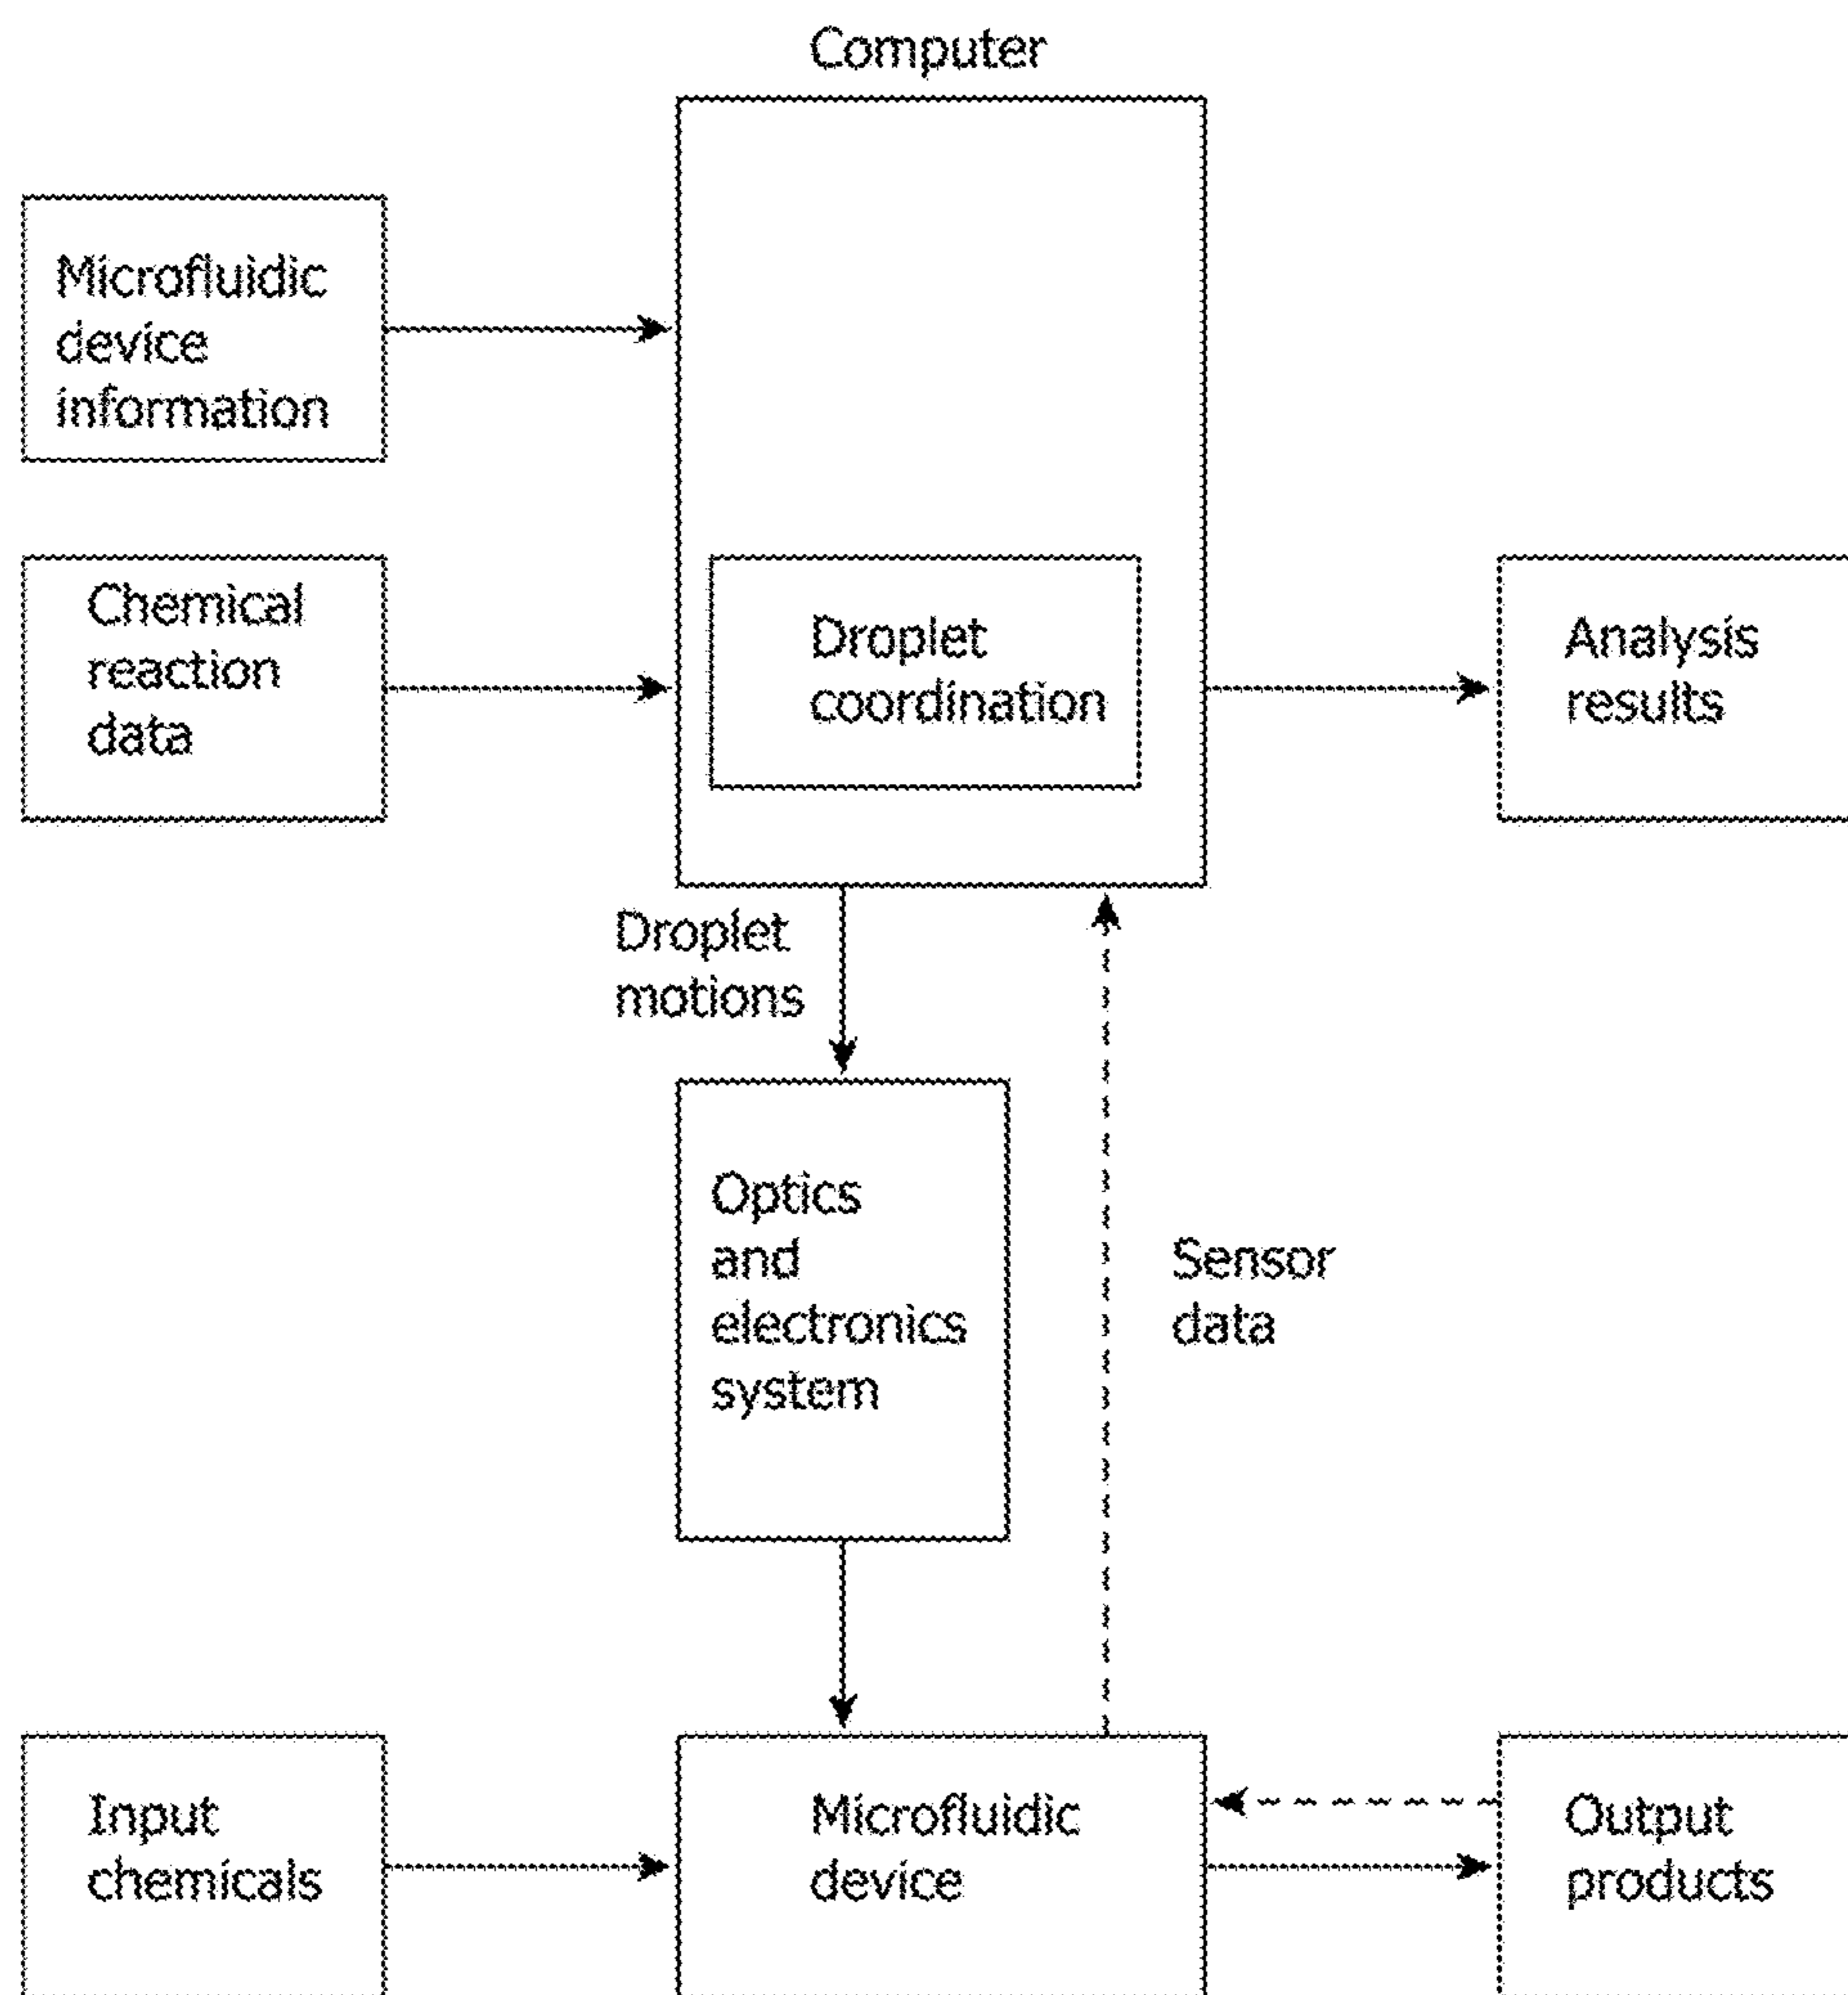 Computer
Microfluidic
device
information
Chemical
reaction
data
Droplet
coordination
Analysis
results
Droplet
motions
Optics
and
electronics
system
Sensor
data
Input
chemicals
Microfluidic
device
Output
products